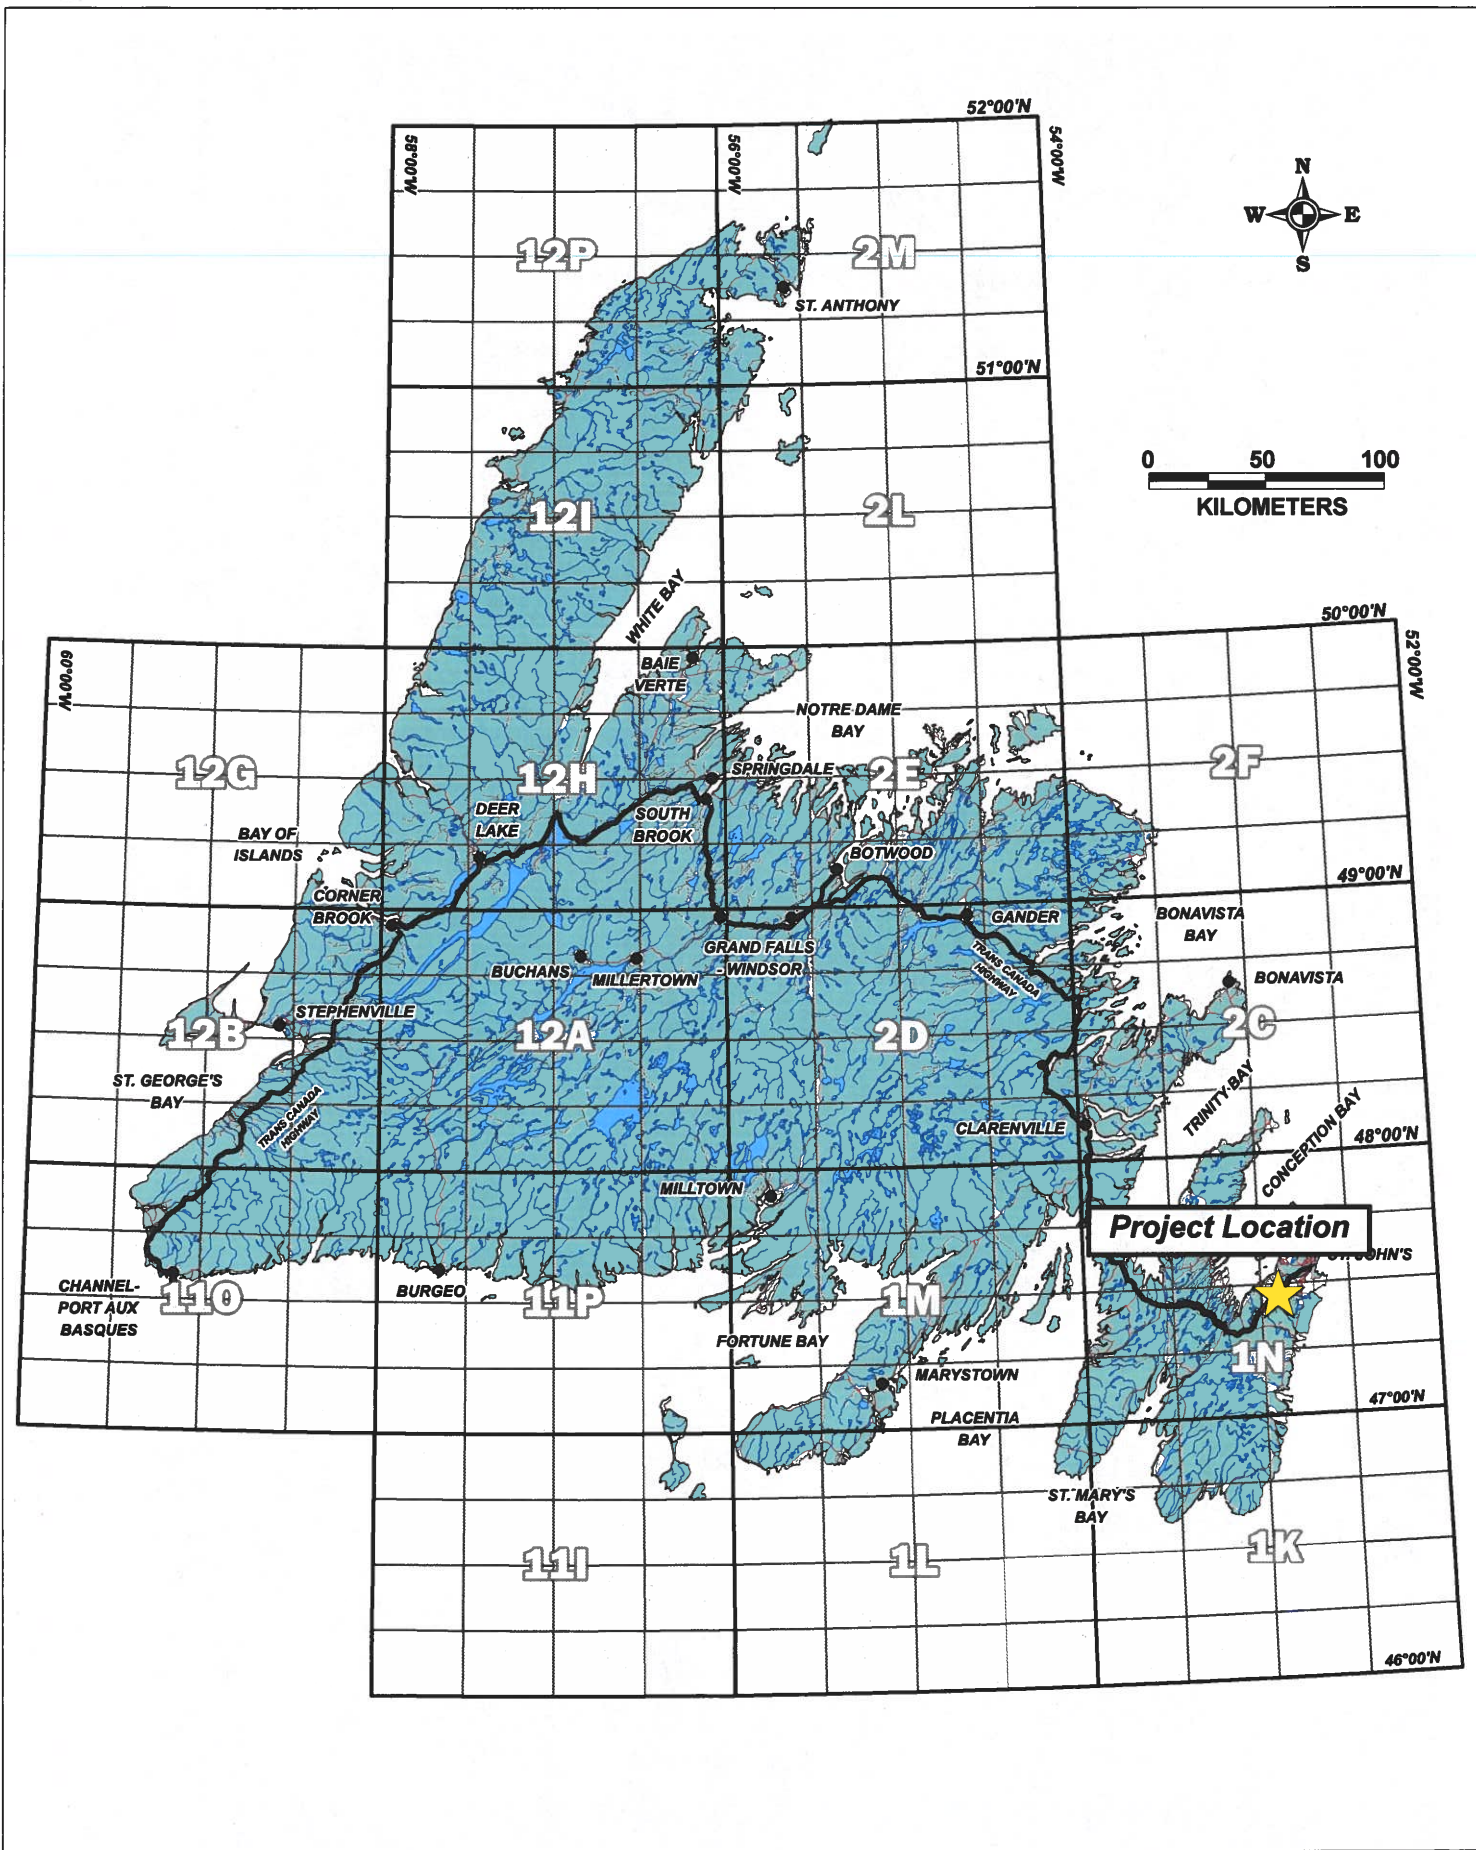 52°00'N
58°00'W
56°00'W
54°00'W
N
W E
S
12P
2M
ST. ANTHONY
51°00'N
0 50 100
KILOMETERS
12I
2L
WHITE BAY
50°00'N
60°00'W
52°00'W
BAIE
VERTE
NOTRE DAME
BAY
12G
12H
SPRINGDALE
2E
2F
DEER
LAKE
SOUTH
BROOK
BAY OF
ISLANDS
BOTWOOD
49°00'N
CORNER
BROOK
GANDER
BONAVISTA
BAY
GRAND FALLS
- WINDSOR
TRANS CANADA
HIGHWAY
BUCHANS
MILLERTOWN
BONAVISTA
STEPHENVILLE
12B
12A
2D
2C
ST. GEORGE'S
BAY
TRANS CANADA
HIGHWAY
TRINITY BAY
CONCEPTION BAY
CLARENVILLE
48°00'N
MILLTOWN
Project Location
CHANNEL-
PORT AUX
BASQUES
11O
BURGEO
11P
1M
FORTUNE BAY
1N
MARYSTOWN
47°00'N
PLACENTIA
BAY
ST. MARY'S
BAY
11I
1L
1K
46°00'N